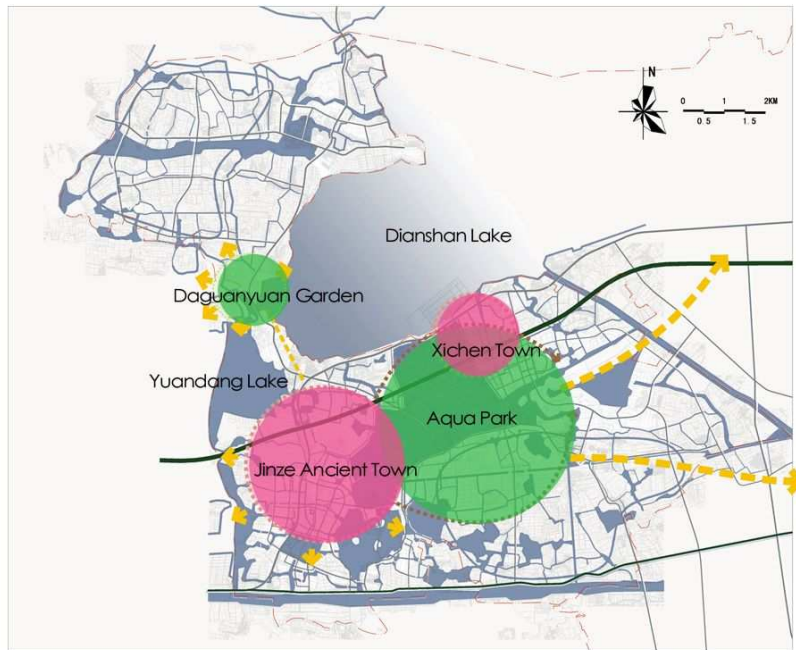 N
0 1 2KM
0.5 1.5
Dianshan Lake
Daguanyuan Garden
Xichen Town
Yuandang Lake
Aqua Park
Jinze Ancient Town